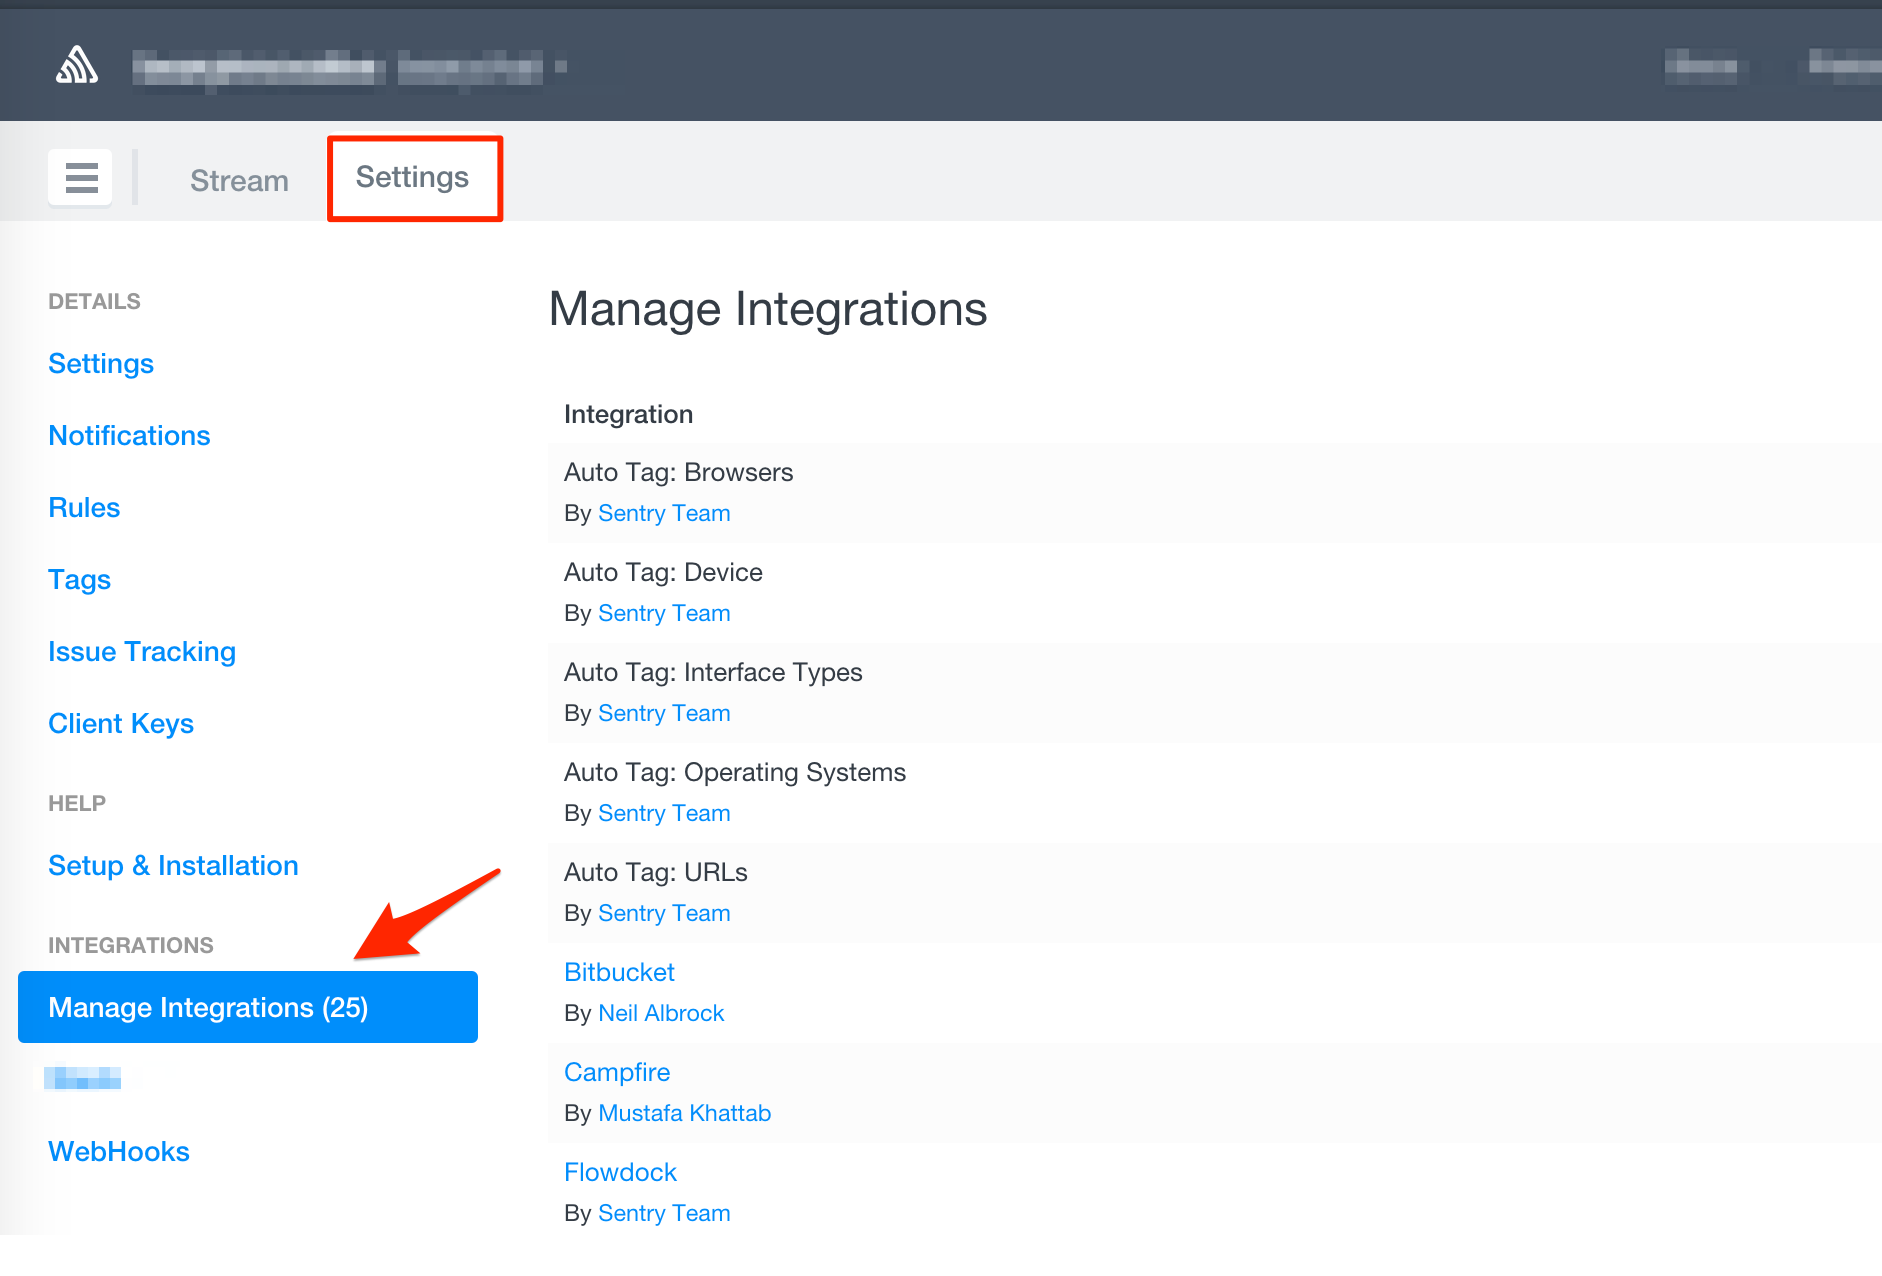 Stream
Settings
DETAILS
Settings
Notifications
Rules
Tags
Issue Tracking
Client Keys
HELP
Setup & Installation
INTEGRATIONS
Manage Integrations (25)
WebHooks
Manage Integrations
Integration
Auto Tag: Browsers
By Sentry Team
Auto Tag: Device
By Sentry Team
Auto Tag: Interface Types
By Sentry Team
Auto Tag: Operating Systems
By Sentry Team
Auto Tag: URLs
By Sentry Team
Bitbucket
By Neil Albrock
Campfire
By Mustafa Khattab
Flowdock
By Sentry Team